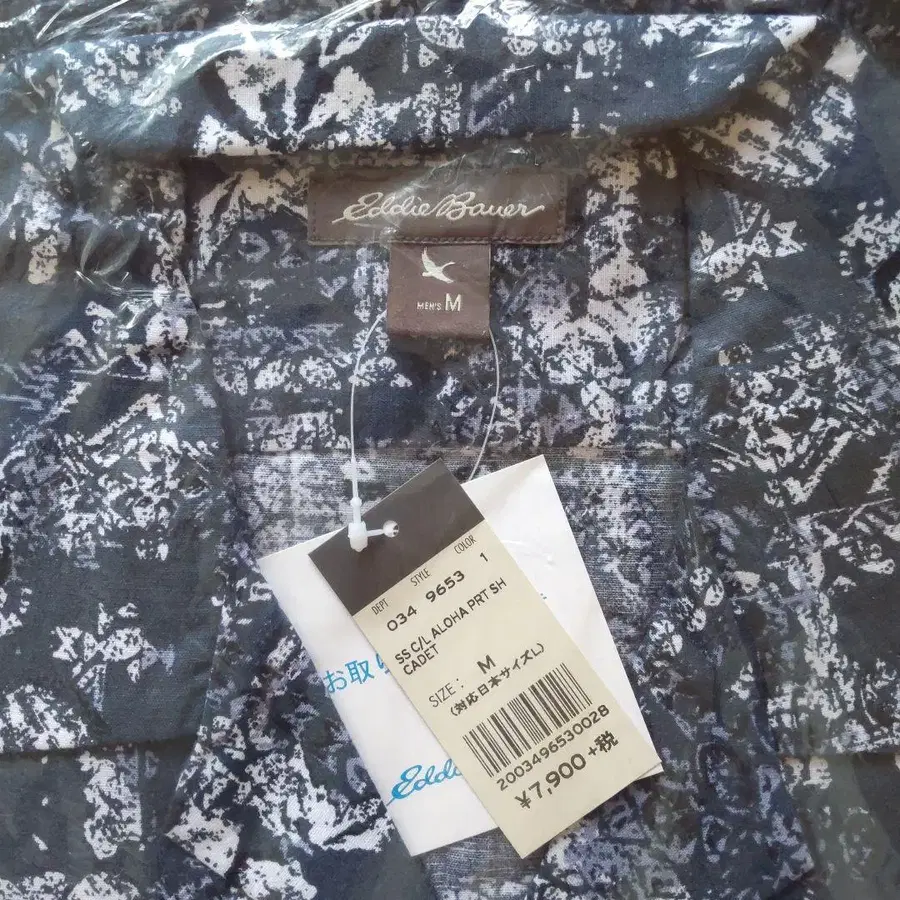 Eddie Bauer
MEN'S M
DEPT STYLE COLOR
034 9653 1
SS C/L ALOHA PRT SH
CADET
SIZE: M
(対応日本サイズL)
2003496530028
¥7,900+税
お取り
Eddie